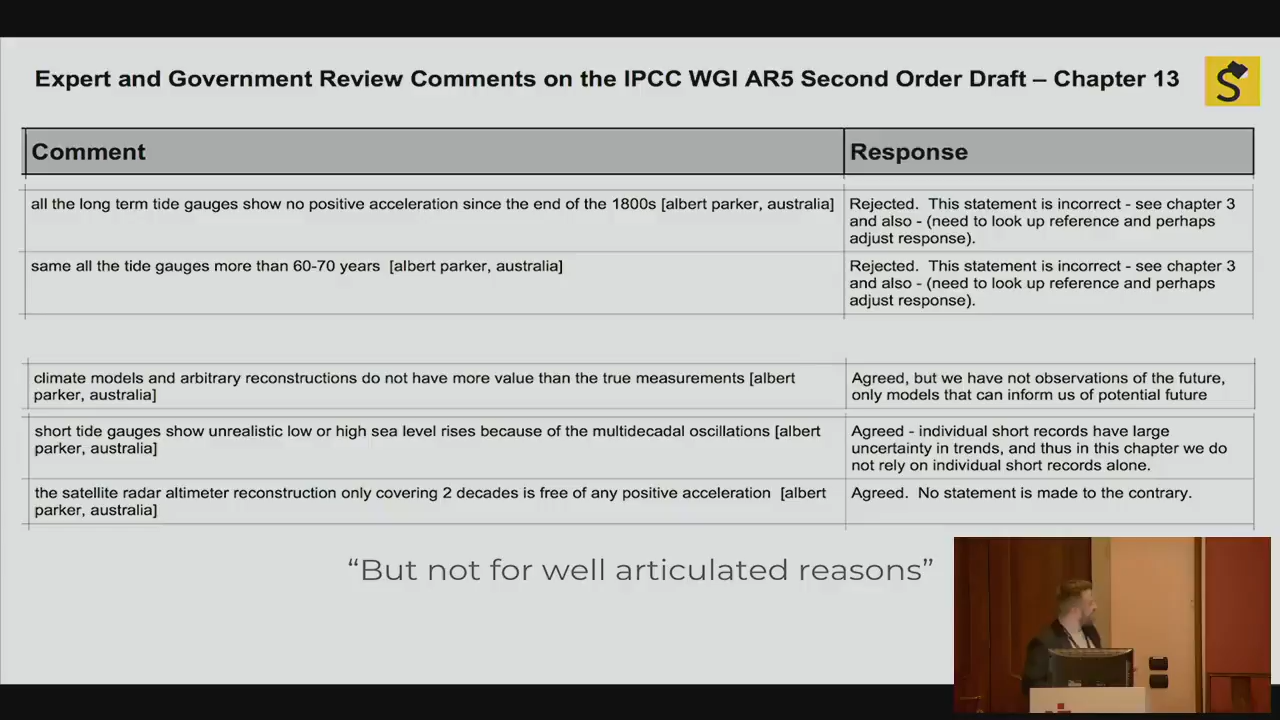 Expert and Government Review Comments on the IPCC WGI AR5 Second Order Draft – Chapter 13
S
Comment
Response
all the long term tide gauges show no positive acceleration since the end of the 1800s [albert parker, australia]
Rejected.  This statement is incorrect - see chapter 3
and also - (need to look up reference and perhaps
adjust response).
same all the tide gauges more than 60-70 years  [albert parker, australia]
Rejected.  This statement is incorrect - see chapter 3
and also - (need to look up reference and perhaps
adjust response).
climate models and arbitrary reconstructions do not have more value than the true measurements [albert
parker, australia]
Agreed, but we have not observations of the future,
only models that can inform us of potential future
short tide gauges show unrealistic low or high sea level rises because of the multidecadal oscillations [albert
parker, australia]
Agreed - individual short records have large
uncertainty in trends, and thus in this chapter we do
not rely on individual short records alone.
the satellite radar altimeter reconstruction only covering 2 decades is free of any positive acceleration  [albert
parker, australia]
Agreed.  No statement is made to the contrary.
“But not for well articulated reasons”